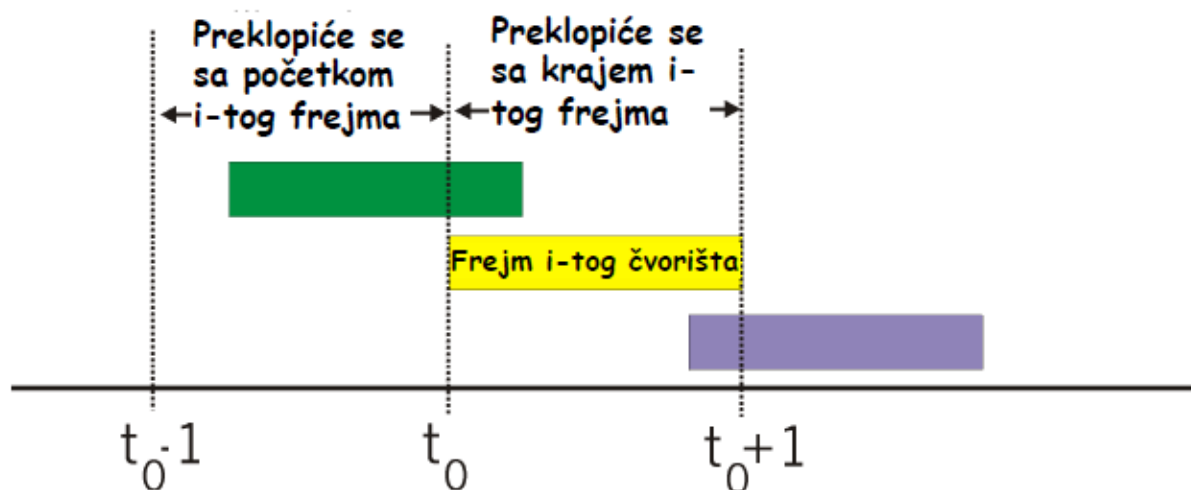 Preklopiće se
sa početkom
i-tog frejma
Preklopiće se
sa krajem i-
tog frejma
Frejm i-tog čvorišta
t0-1
t0
t0+1